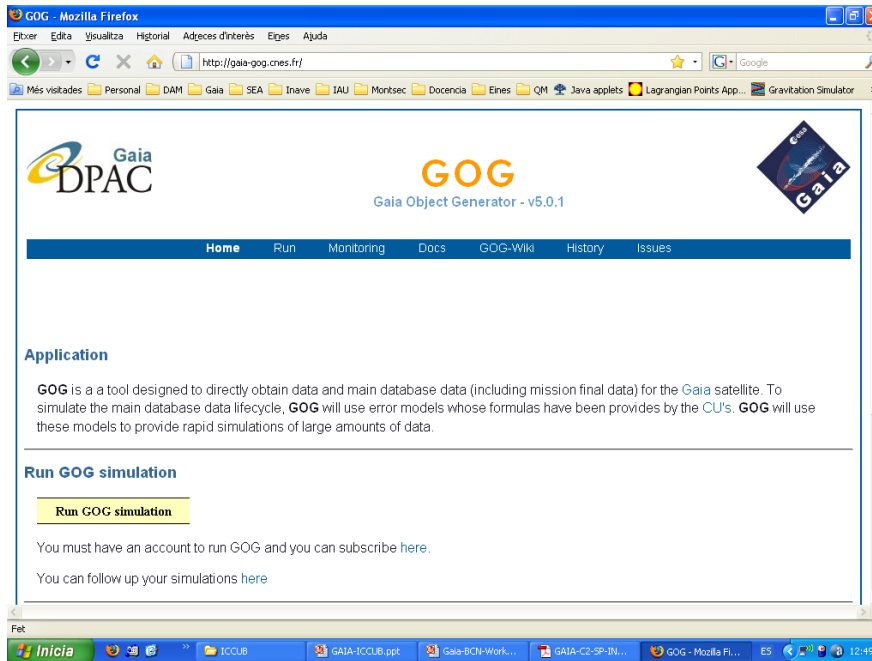 GOG - Mozilla Firefox
Fitxer Edita Visualitza Historial Adreces d'interès Eines Ajuda
http://gaia-gog.cnes.fr/
G Google
Més visitades Personal DAM Gaia SEA Inave IAU Montsec Docencia Eines QM Java applets Lagrangian Points App... Gravitation Simulator
Gaia
DPAC
GOG
Gaia Object Generator - v5.0.1
esa
Gaia
Home Run Monitoring Docs GOG-Wiki History Issues
Application
GOG is a a tool designed to directly obtain data and main database data (including mission final data) for the Gaia satellite. To
simulate the main database data lifecycle, GOG will use error models whose formulas have been provides by the CU's. GOG will use
these models to provide rapid simulations of large amounts of data.
Run GOG simulation
Run GOG simulation
You must have an account to run GOG and you can subscribe here.
You can follow up your simulations here
Fet
Inicia ICCUB GAIA-ICCUB.ppt Gaia-BCN-Work... GAIA-C2-SP-IN... GOG - Mozilla Fi... ES 12:49